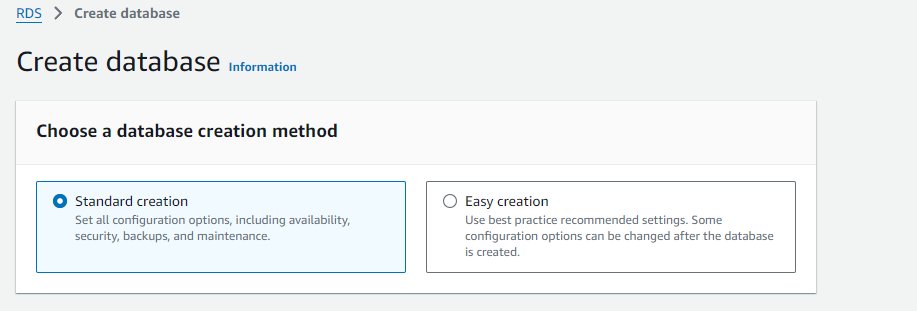 RDS > Create database
Create database Information
Choose a database creation method
Standard creation
Set all configuration options, including availability,
security, backups, and maintenance.
Easy creation
Use best practice recommended settings. Some
configuration options can be changed after the database
is created.